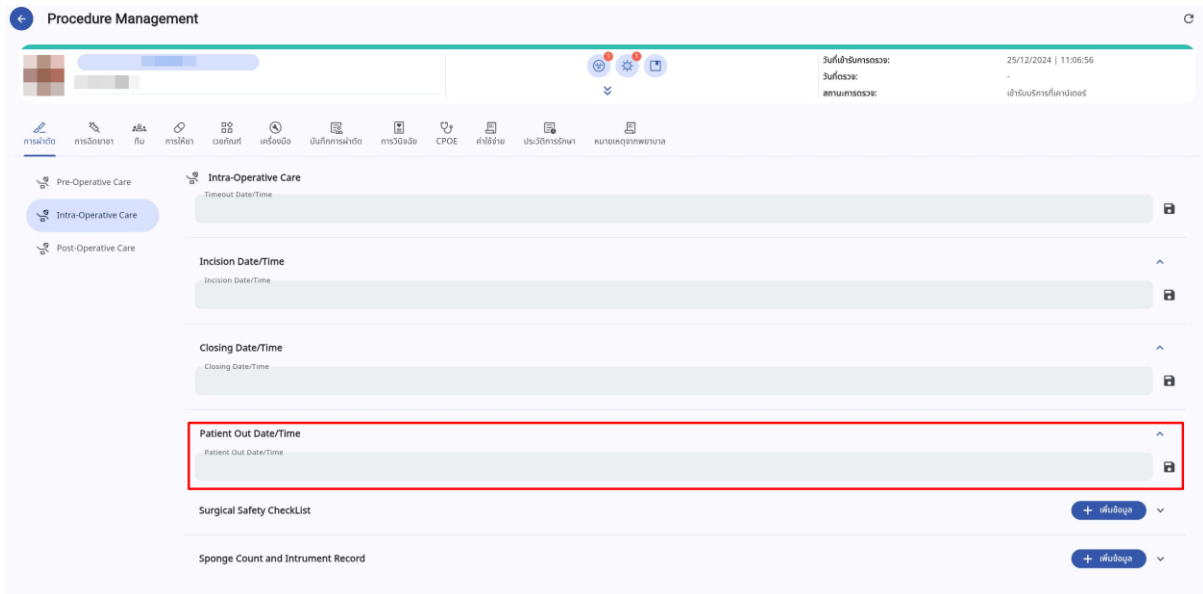 Procedure Management
1
1
วันที่เข้ารับการตรวจ:
25/12/2024 | 11:06:56
วันที่ตรวจ:
-
สถานะการตรวจ:
เข้ารับบริการที่เคาน์เตอร์
การผ่าตัด
การฉีดยาชา
ทีม
การให้ยา
เวชภัณฑ์
เครื่องมือ
บันทึกการผ่าตัด
การวินิจฉัย
CPOE
ค่าใช้จ่าย
ประวัติการรักษา
หมายเหตุจากพยาบาล
Pre-Operative Care
Intra-Operative Care
Post-Operative Care
Intra-Operative Care
Timeout Date/Time
Incision Date/Time
Incision Date/Time
Closing Date/Time
Closing Date/Time
Patient Out Date/Time
Patient Out Date/Time
Surgical Safety CheckList
+ เพิ่มข้อมูล
Sponge Count and Intrument Record
+ เพิ่มข้อมูล